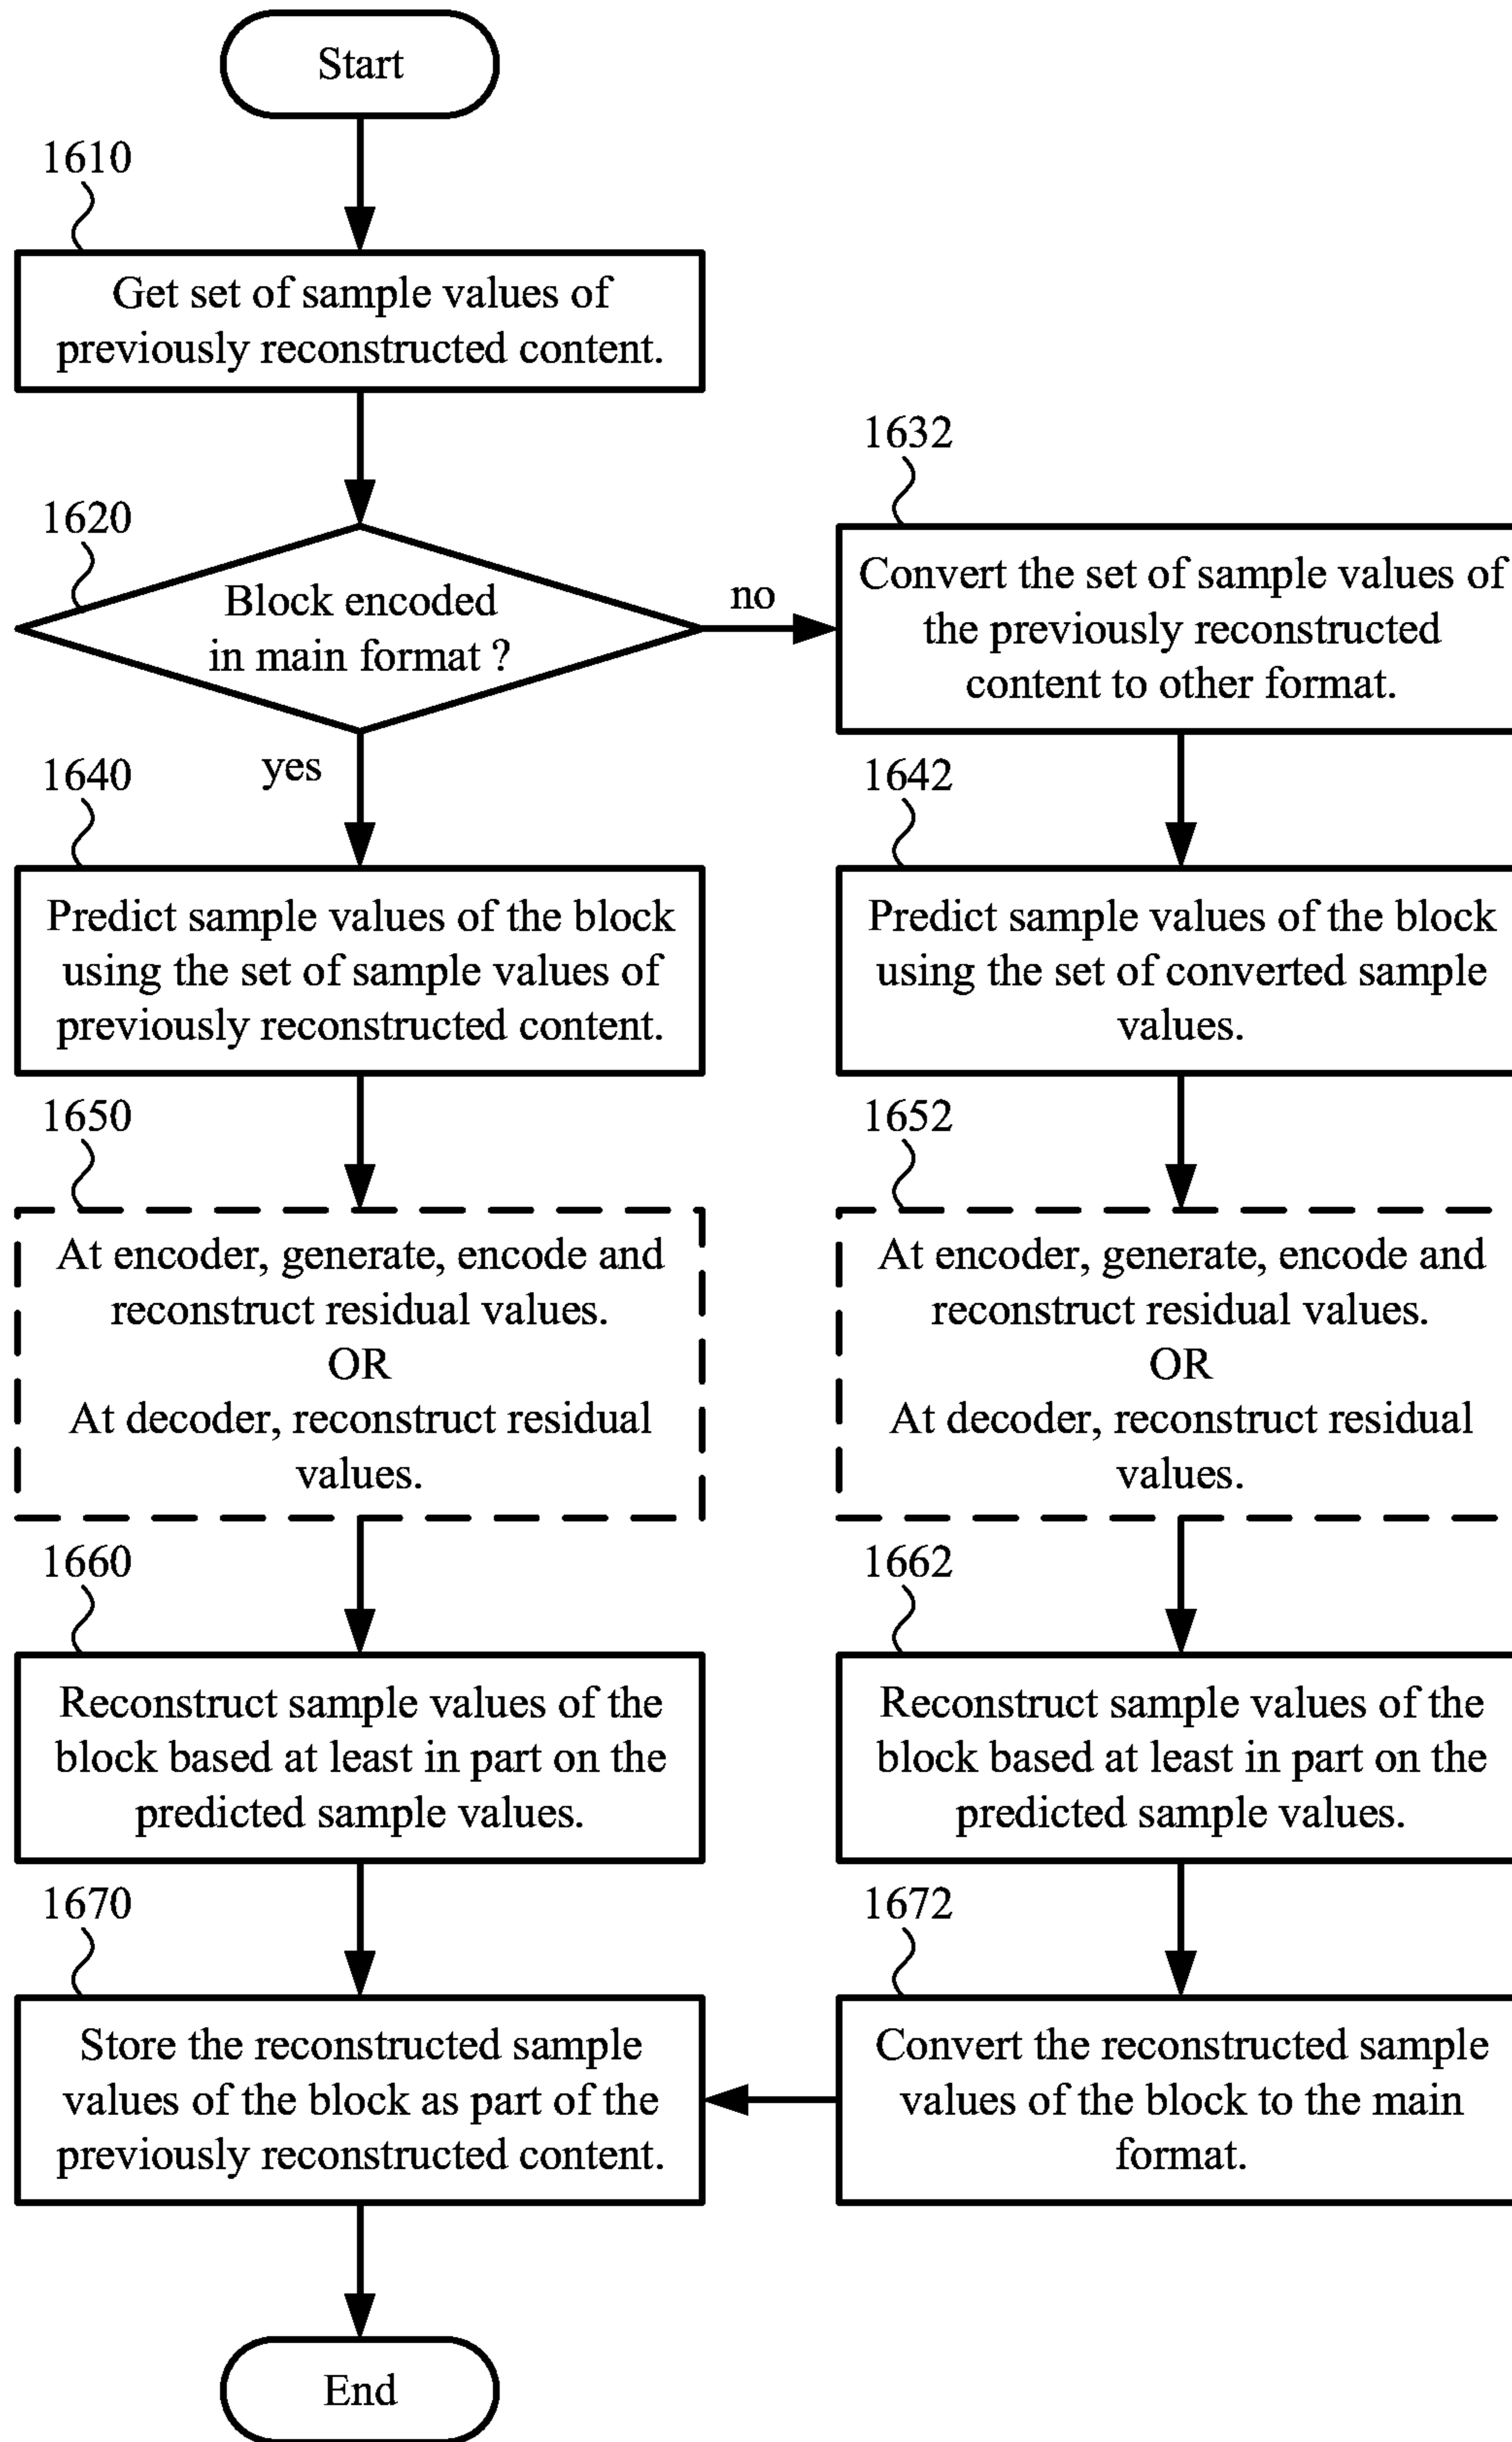 Start
1610
Get set of sample values of
previously reconstructed content.
1620
Block encoded
in main format ?
no
yes
1632
Convert the set of sample values of
the previously reconstructed
content to other format.
1640
Predict sample values of the block
using the set of sample values of
previously reconstructed content.
1642
Predict sample values of the block
using the set of converted sample
values.
1650
At encoder, generate, encode and
reconstruct residual values.
OR
At decoder, reconstruct residual
values.
1652
At encoder, generate, encode and
reconstruct residual values.
OR
At decoder, reconstruct residual
values.
1660
Reconstruct sample values of the
block based at least in part on the
predicted sample values.
1662
Reconstruct sample values of the
block based at least in part on the
predicted sample values.
1670
Store the reconstructed sample
values of the block as part of the
previously reconstructed content.
1672
Convert the reconstructed sample
values of the block to the main
format.
End